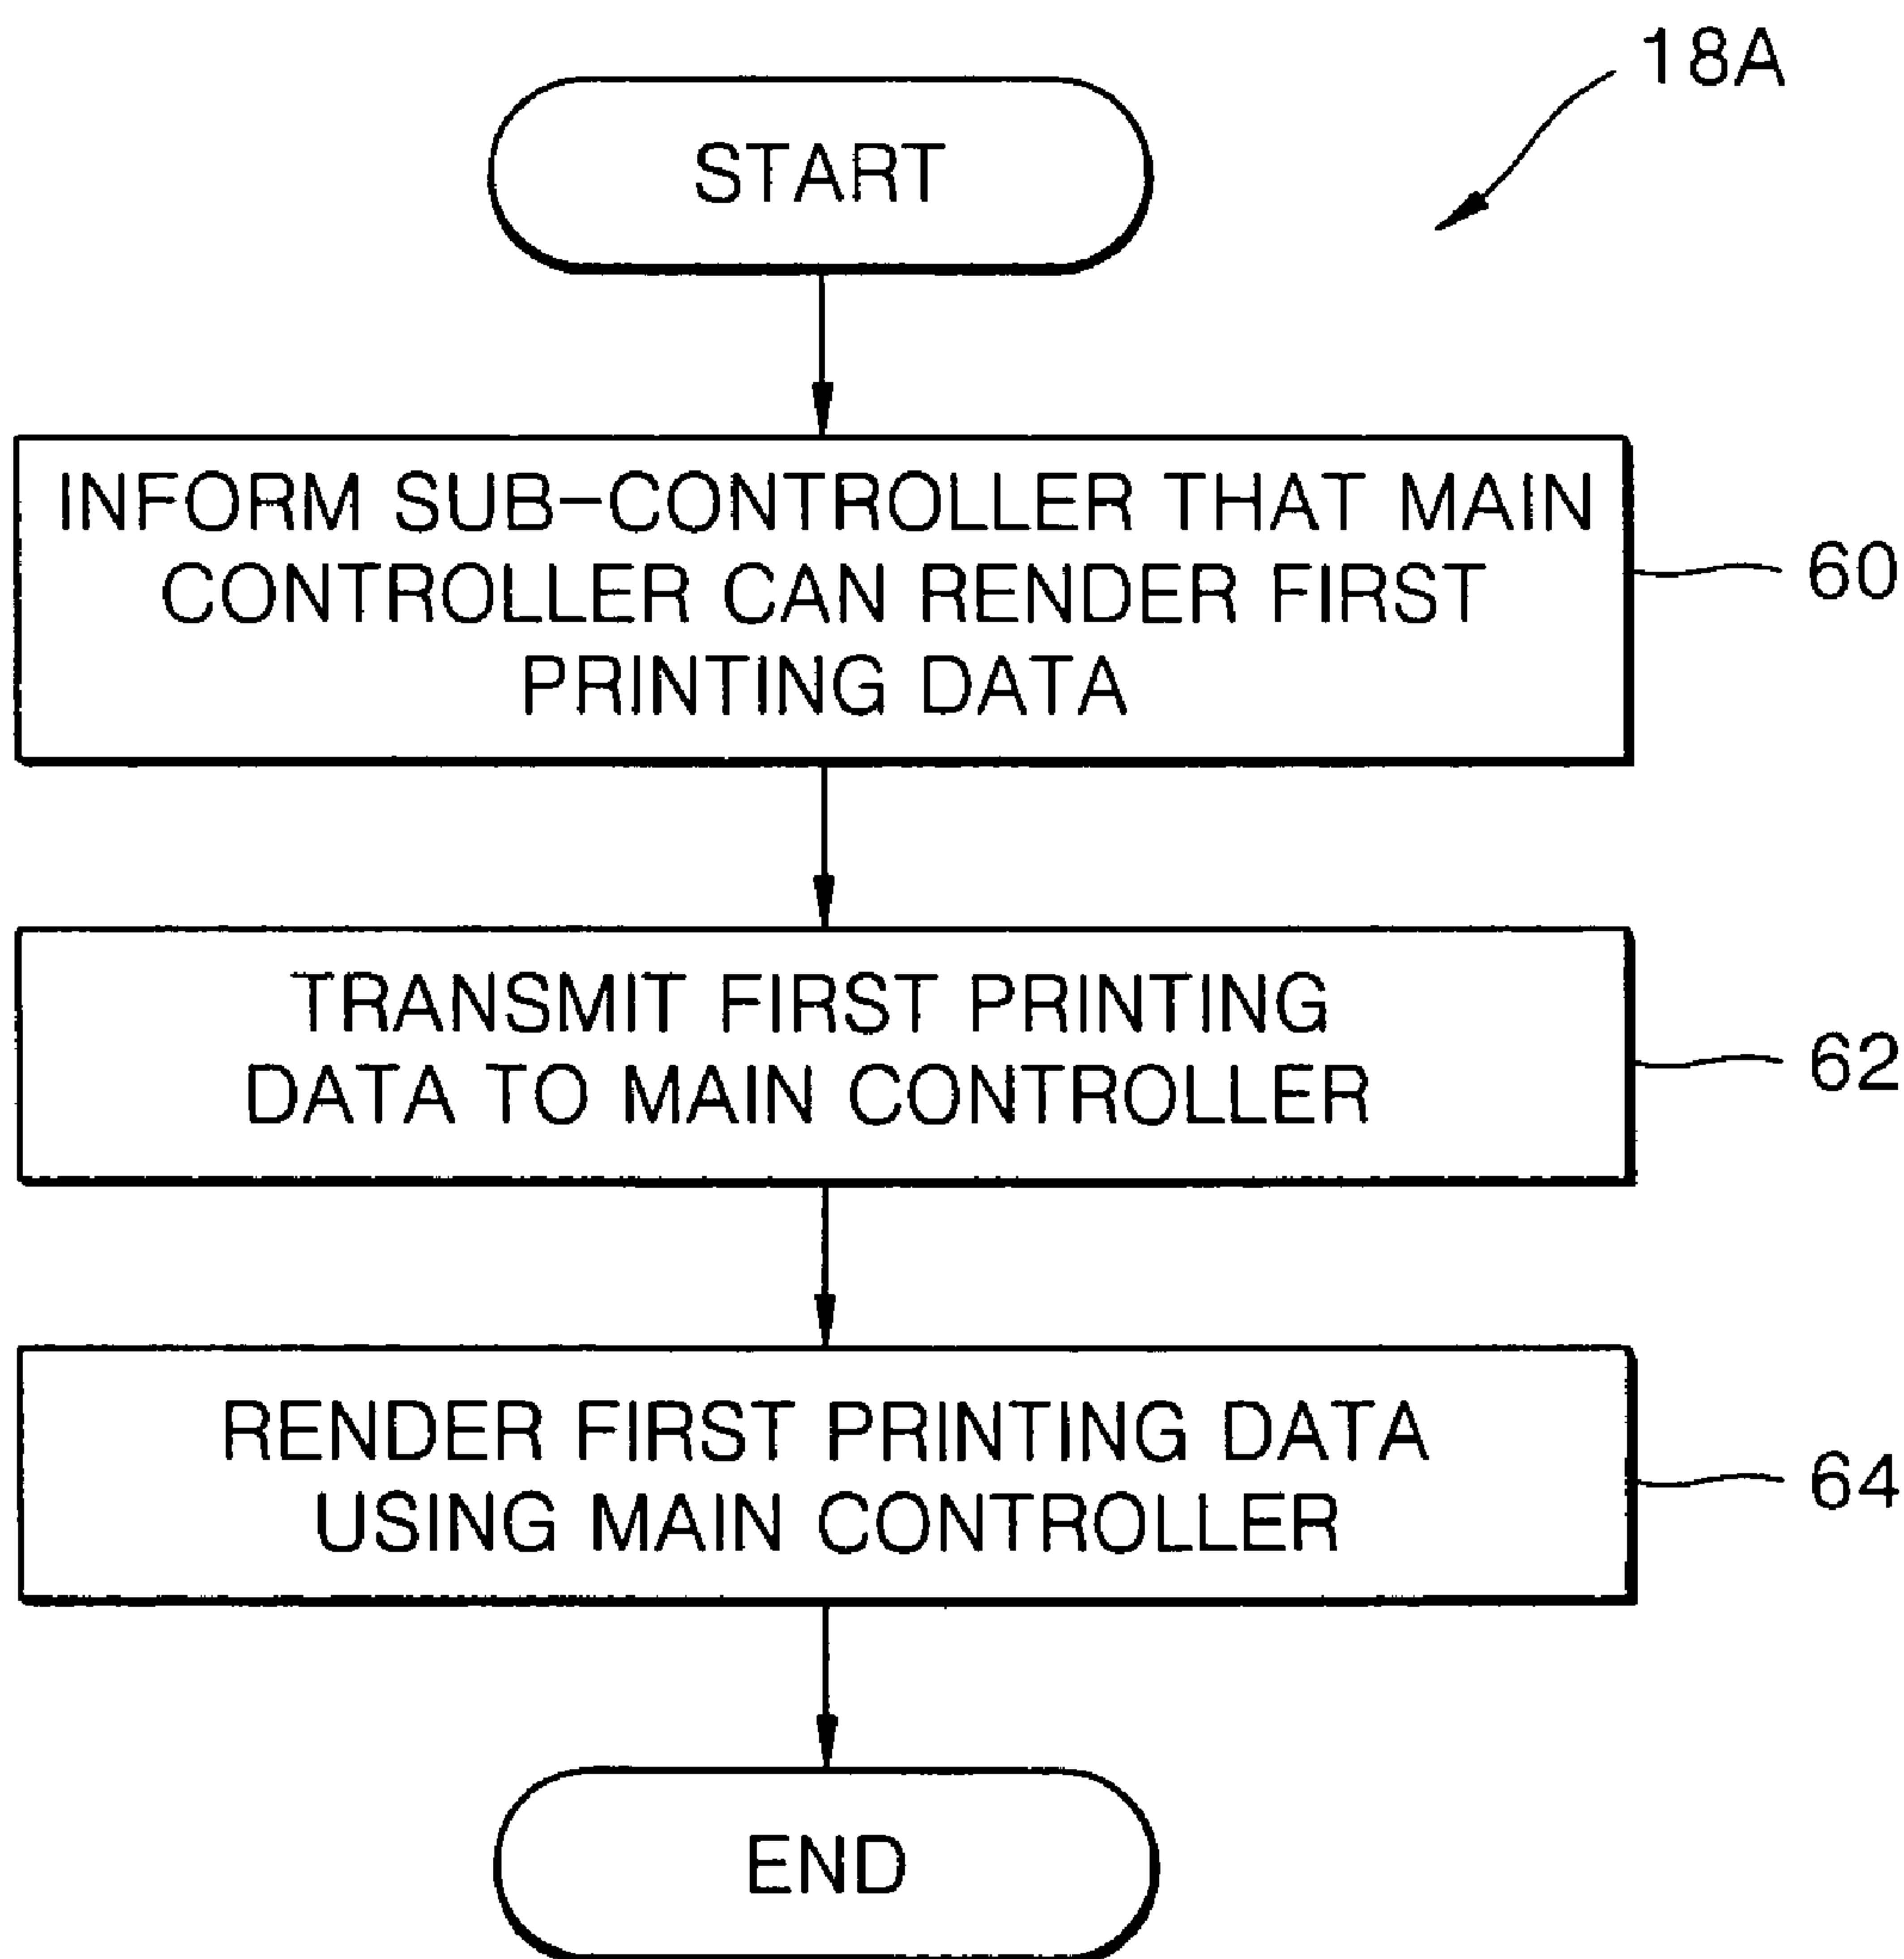 18A
START
INFORM SUB-CONTROLLER THAT MAIN
CONTROLLER CAN RENDER FIRST
PRINTING DATA
60
TRANSMIT FIRST PRINTING
DATA TO MAIN CONTROLLER
62
RENDER FIRST PRINTING DATA
USING MAIN CONTROLLER
64
END